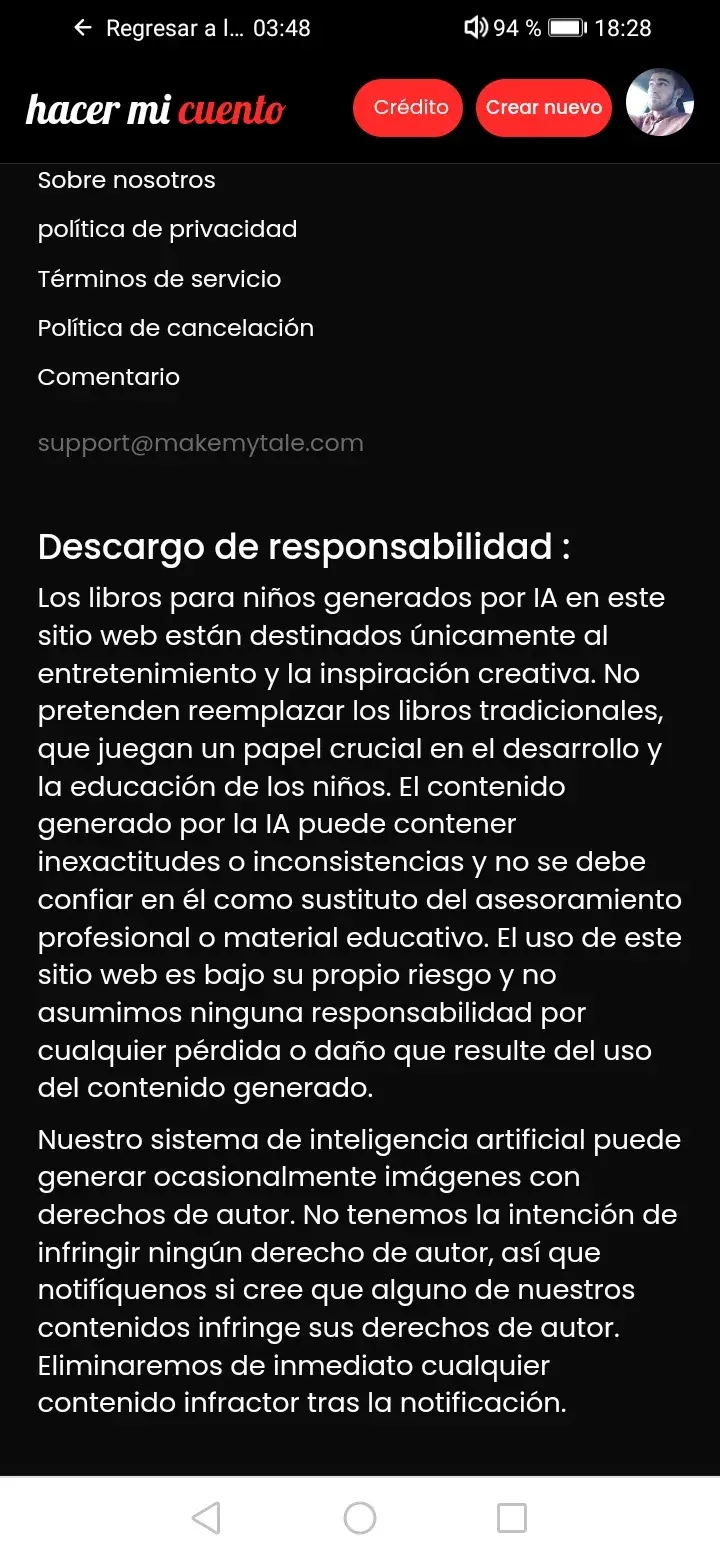 ← Regresar a l... 03:48 94 % 18:28
hacer mi cuento Crédito Crear nuevo
Sobre nosotros
política de privacidad
Términos de servicio
Política de cancelación
Comentario
support@makemytale.com
Descargo de responsabilidad :
Los libros para niños generados por IA en este
sitio web están destinados únicamente al
entretenimiento y la inspiración creativa. No
pretenden reemplazar los libros tradicionales,
que juegan un papel crucial en el desarrollo y
la educación de los niños. El contenido
generado por la IA puede contener
inexactitudes o inconsistencias y no se debe
confiar en él como sustituto del asesoramiento
profesional o material educativo. El uso de este
sitio web es bajo su propio riesgo y no
asumimos ninguna responsabilidad por
cualquier pérdida o daño que resulte del uso
del contenido generado.
Nuestro sistema de inteligencia artificial puede
generar ocasionalmente imágenes con
derechos de autor. No tenemos la intención de
infringir ningún derecho de autor, así que
notifíquenos si cree que alguno de nuestros
contenidos infringe sus derechos de autor.
Eliminaremos de inmediato cualquier
contenido infractor tras la notificación.